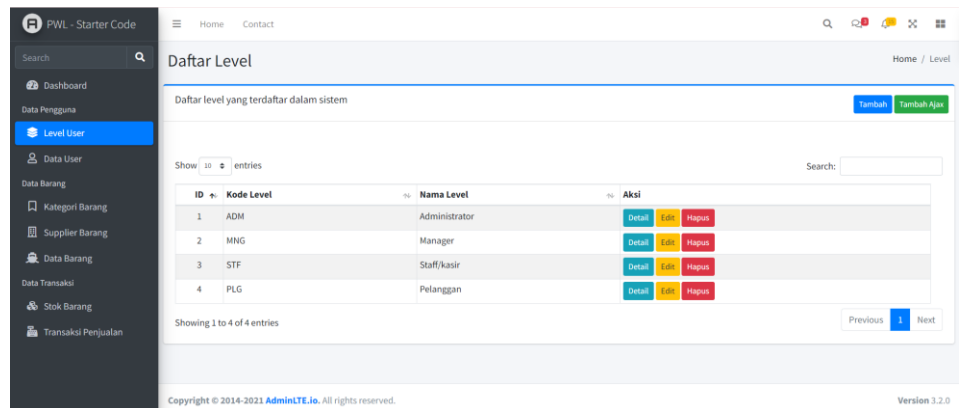 PWL - Starter Code
Home Contact
3
Search
Daftar Level
Home / Level
Dashboard
Data Pengguna
Daftar level yang terdaftar dalam sistem
Tambah Tambah Ajax
Level User
Data User
Data Barang
Kategori Barang
Supplier Barang
Data Barang
Data Transaksi
Stok Barang
Transaksi Penjualan
Show 10 entries
Search:
ID Kode Level Nama Level Aksi
1 ADM Administrator Detail Edit Hapus
2 MNG Manager Detail Edit Hapus
3 STF Staff/kasir Detail Edit Hapus
4 PLG Pelanggan Detail Edit Hapus
Showing 1 to 4 of 4 entries
Previous 1 Next
Copyright © 2014-2021 AdminLTE.io. All rights reserved.
Version 3.2.0